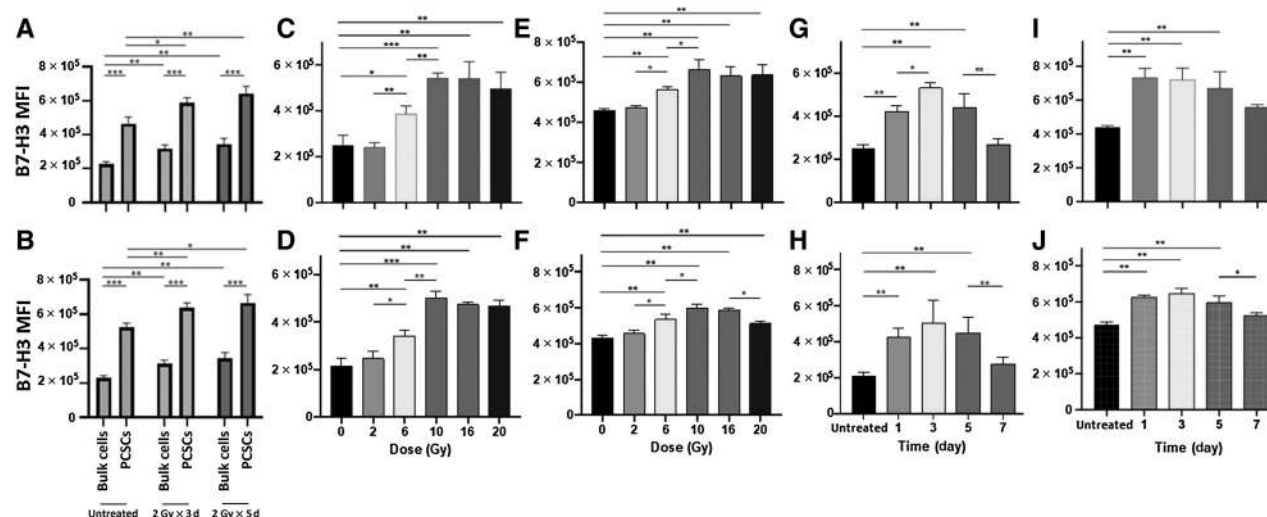 A
B7-H3 MFI
8 × 10⁵
6 × 10⁵
4 × 10⁵
2 × 10⁵
0
** * ** ** *** *** ***
B
B7-H3 MFI
8 × 10⁵
6 × 10⁵
4 × 10⁵
2 × 10⁵
0
* ** ** ** *** *** ***
Bulk cells PCSCs Bulk cells PCSCs Bulk cells PCSCs
Untreated 2 Gy × 3 d 2 Gy × 5 d
C
6 × 10⁵
4 × 10⁵
2 × 10⁵
0
** ** *** ** * **
D
6 × 10⁵
4 × 10⁵
2 × 10⁵
0
** ** *** ** ** *
0 2 6 10 16 20
Dose (Gy)
E
8 × 10⁵
6 × 10⁵
4 × 10⁵
2 × 10⁵
0
** ** ** * ** *
F
8 × 10⁵
6 × 10⁵
4 × 10⁵
2 × 10⁵
0
** ** ** * ** * *
0 2 6 10 16 20
Dose (Gy)
G
6 × 10⁵
4 × 10⁵
2 × 10⁵
0
** ** * ** **
H
8 × 10⁵
6 × 10⁵
4 × 10⁵
2 × 10⁵
0
** ** ** **
Untreated 1 3 5 7
Time (day)
I
8 × 10⁵
6 × 10⁵
4 × 10⁵
2 × 10⁵
0
** ** **
J
8 × 10⁵
6 × 10⁵
4 × 10⁵
2 × 10⁵
0
** ** ** *
Untreated 1 3 5 7
Time (day)